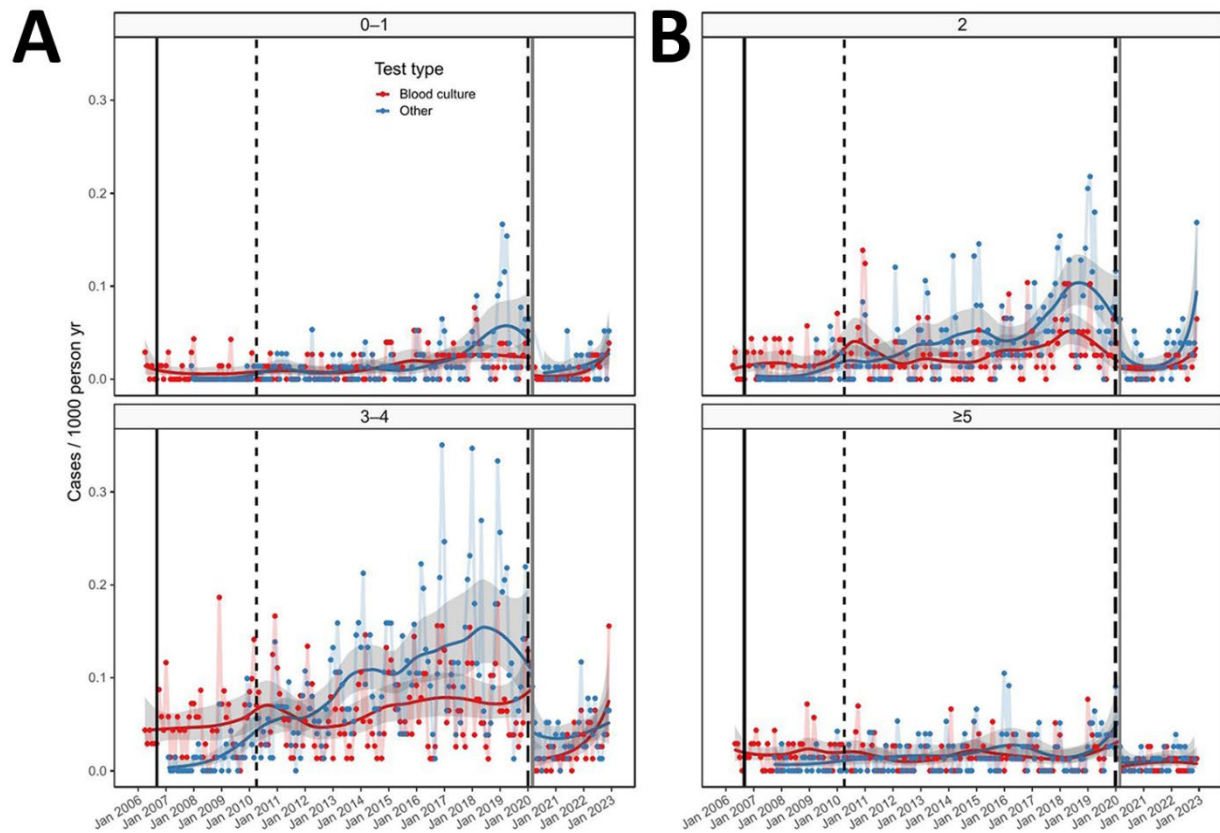 A
B
0–1
2
Test type
Blood culture
Other
0.3
0.2
0.1
0.0
3–4
≥5
Cases / 1000 person yr
0.3
0.2
0.1
0.0
Jan 2006
Jan 2007
Jan 2008
Jan 2009
Jan 2010
Jan 2011
Jan 2012
Jan 2013
Jan 2014
Jan 2015
Jan 2016
Jan 2017
Jan 2018
Jan 2019
Jan 2020
Jan 2021
Jan 2022
Jan 2023
Jan 2006
Jan 2007
Jan 2008
Jan 2009
Jan 2010
Jan 2011
Jan 2012
Jan 2013
Jan 2014
Jan 2015
Jan 2016
Jan 2017
Jan 2018
Jan 2019
Jan 2020
Jan 2021
Jan 2022
Jan 2023